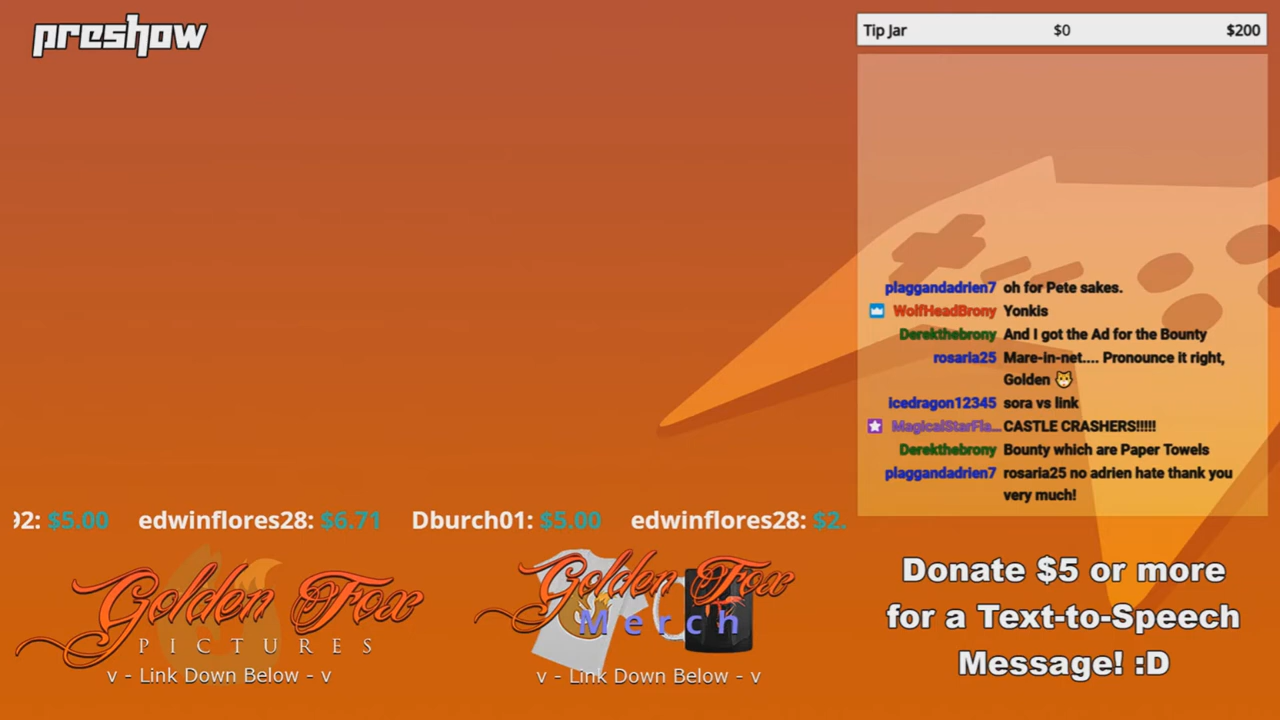 preshow
Tip Jar $0 $200
plaggandadrien7 oh for Pete sakes.
WolfHeadBrony Yonkis
Derekthebrony And I got the Ad for the Bounty
rosaria25 Mare-in-net.... Pronounce it right,
Golden
icedragon12345 sora vs link
MagicalStarFla... CASTLE CRASHERS!!!!!
Derekthebrony Bounty which are Paper Towels
plaggandadrien7 rosaria25 no adrien hate thank you
very much!
92: $5.00 edwinflores28: $6.71 Dburch01: $5.00 edwinflores28: $2.
Golden Fox
PICTURES
v - Link Down Below - v
Golden Fox
Merch
v - Link Down Below - v
Donate $5 or more
for a Text-to-Speech
Message! :D